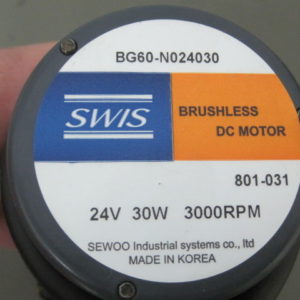 BG60-N024030
SWIS
BRUSHLESS
DC MOTOR
801-031
24V 30W 3000RPM
SEWOO Industrial systems co., ltd
MADE IN KOREA